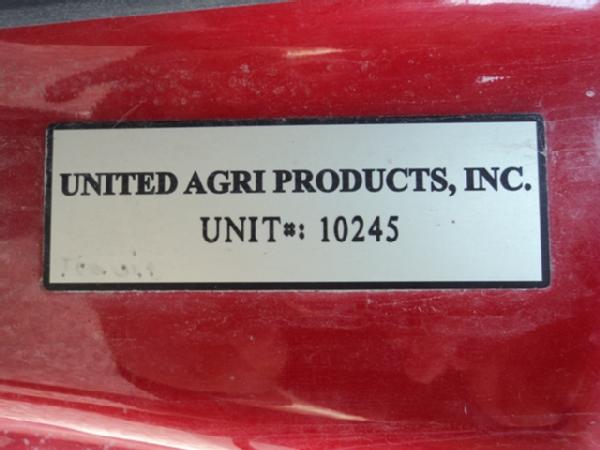 UNITED AGRI PRODUCTS, INC.
UNIT#: 10245